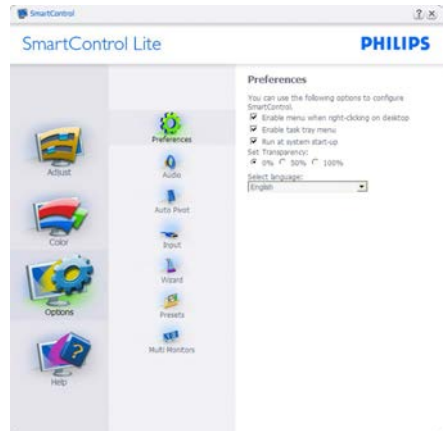 SmartControl
SmartControl Lite
PHILIPS
Adjust
Color
Options
Help
Preferences
Audio
Auto Pivot
Input
Wizard
Presets
Multi Monitors
Preferences
You can use the following options to configure
SmartControl.
Enable menu when right-clicking on desktop
Enable task tray menu
Run at system start-up
Set Transparency:
0% 50% 100%
Select language:
English